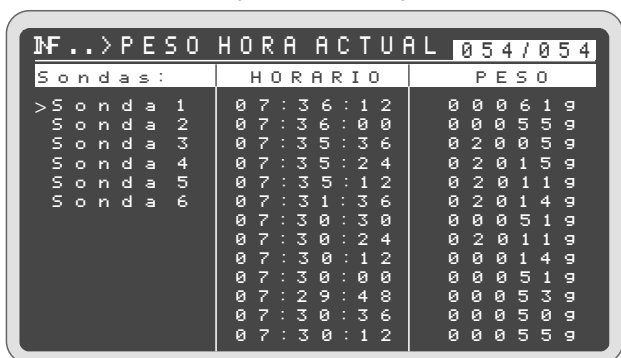 INF..>PESO HORA ACTUAL 054/054
Sondas: HORARIO PESO
>Sonda 1 07:36:12 00061g
Sonda 2 07:36:00 00055g
Sonda 3 07:35:36 02005g
Sonda 4 07:35:24 02015g
Sonda 5 07:35:12 02011g
Sonda 6 07:31:36 02014g
07:30:30 00051g
07:30:24 02011g
07:30:12 00014g
07:30:00 00051g
07:29:48 00053g
07:30:36 00050g
07:30:12 00055g